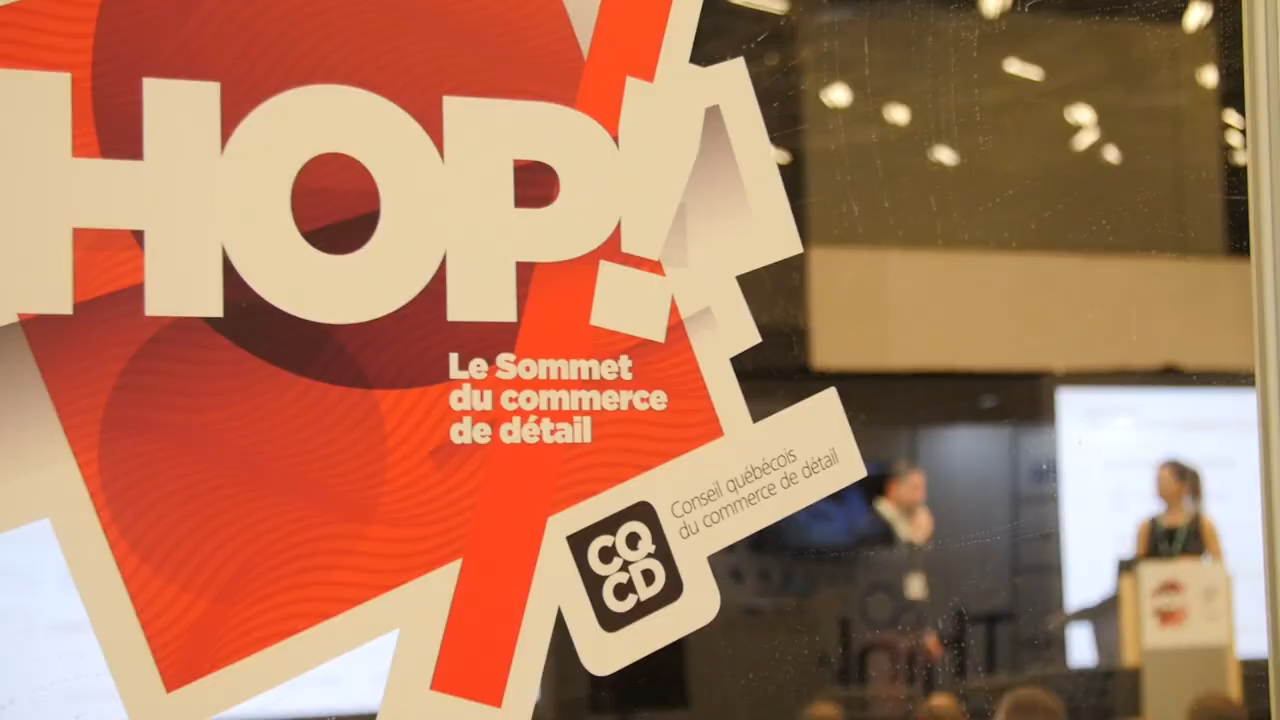 HOP!
Le Sommet
du commerce
de détail
CQ
CD
Conseil québécois
du commerce de détail